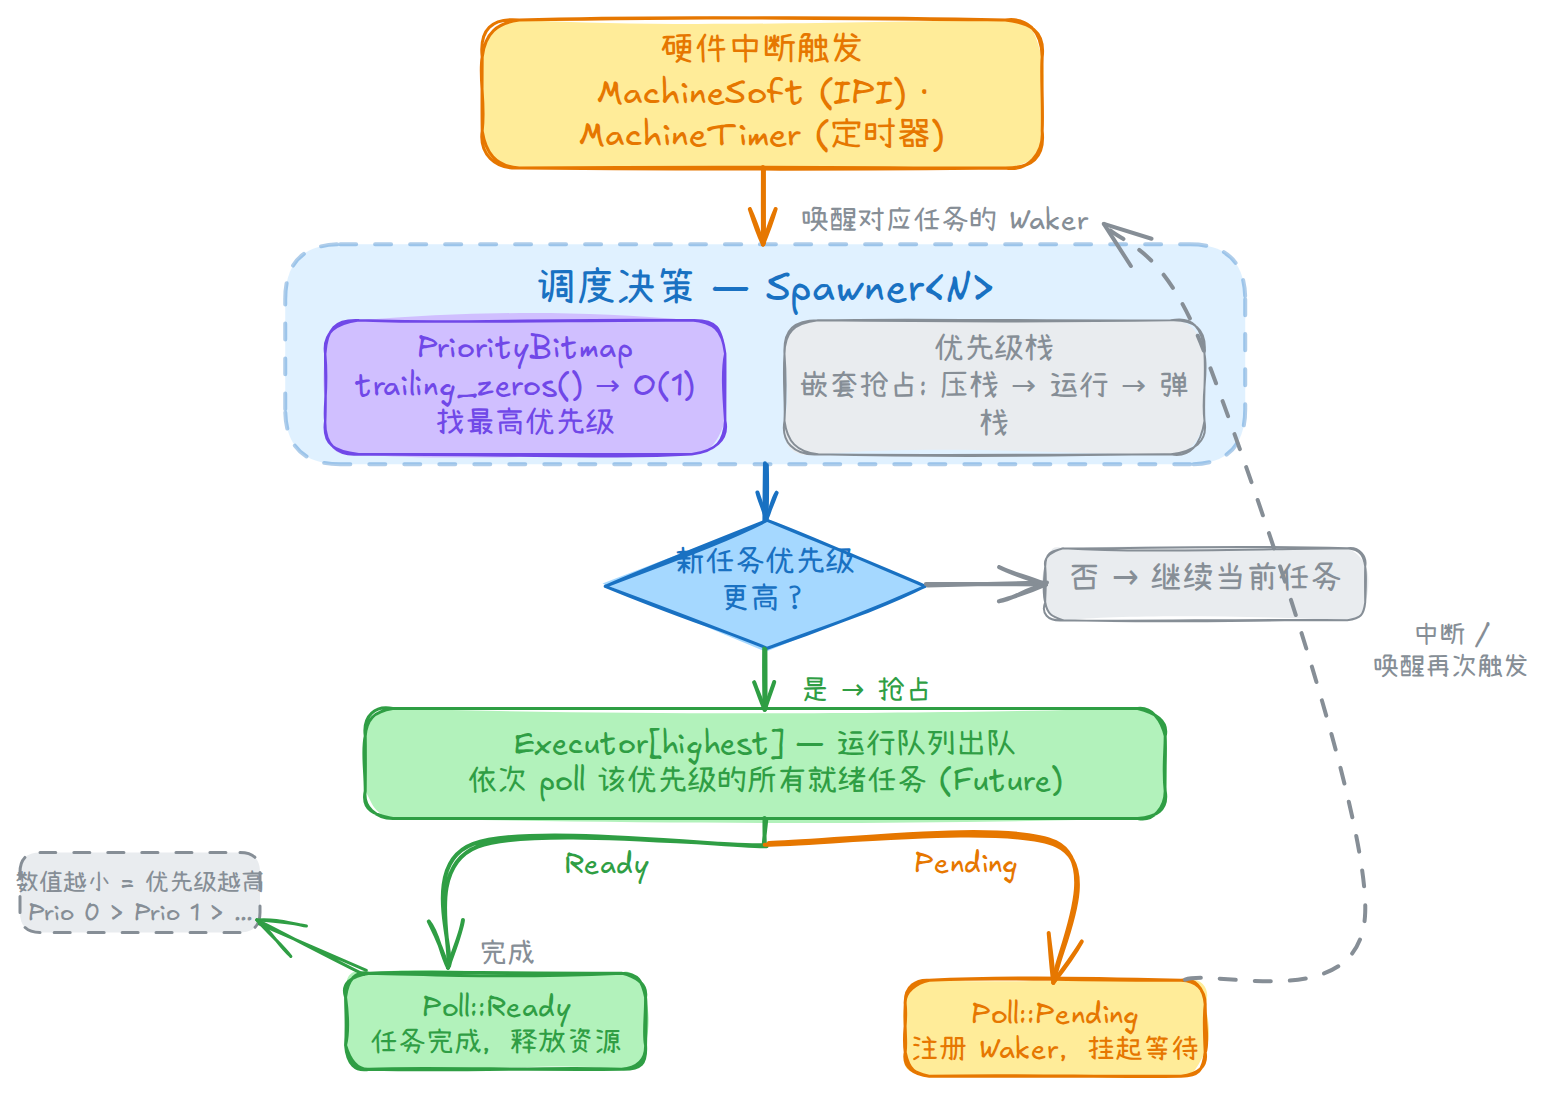 硬件中断触发
MachineSoft (IPI) ·
MachineTimer (定时器)
唤醒对应任务的 Waker
调度决策 — Spawner<N>
PriorityBitmap
trailing_zeros() → O(1)
找最高优先级
优先级栈
嵌套抢占: 压栈 → 运行 → 弹
栈
新任务优先级
更高 ?
否 → 继续当前任务
中断 /
唤醒再次触发
是 → 抢占
Executor[highest] — 运行队列出队
依次 poll 该优先级的所有就绪任务 (Future)
Ready
Pending
数值越小 = 优先级越高
Prio 0 > Prio 1 > ...
完成
Poll::Ready
任务完成, 释放资源
Poll::Pending
注册 Waker, 挂起等待